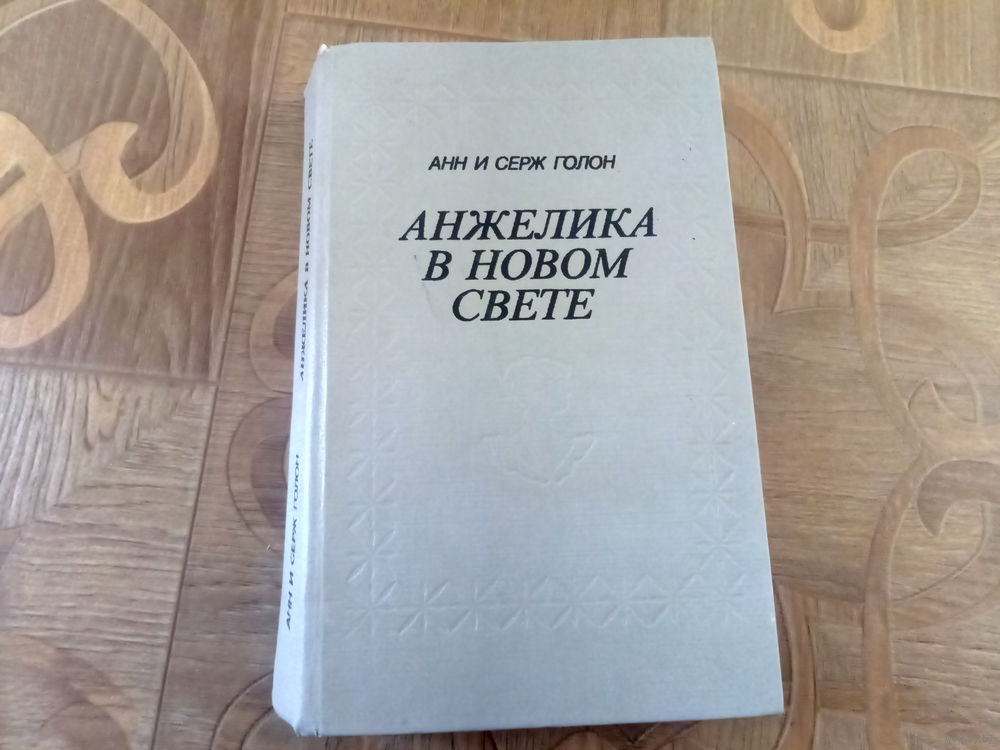 АНН И СЕРЖ ГОЛОН
АНЖЕЛИКА
В НОВОМ
СВЕТЕ
АНН И СЕРЖ ГОЛОН
АНЖЕЛИКА В НОВОМ СВЕТЕ